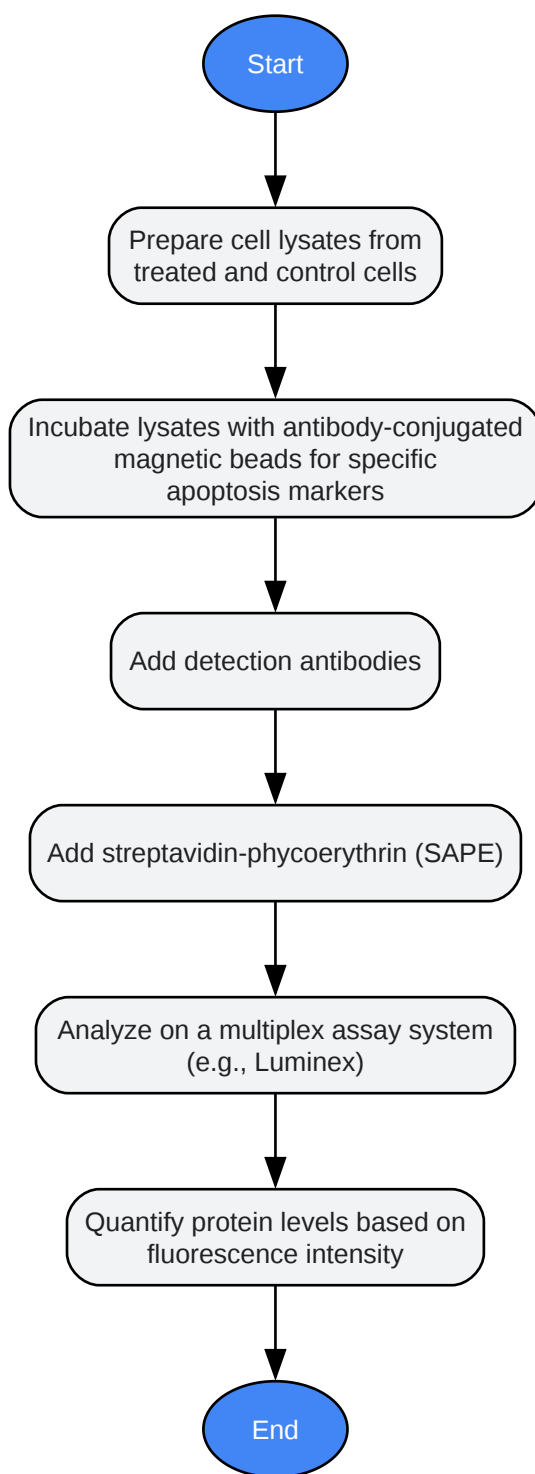 Start
Prepare cell lysates from
treated and control cells
Incubate lysates with antibody-conjugated
magnetic beads for specific
apoptosis markers
Add detection antibodies
Add streptavidin-phycoerythrin (SAPE)
Analyze on a multiplex assay system
(e.g., Luminex)
Quantify protein levels based on
fluorescence intensity
End